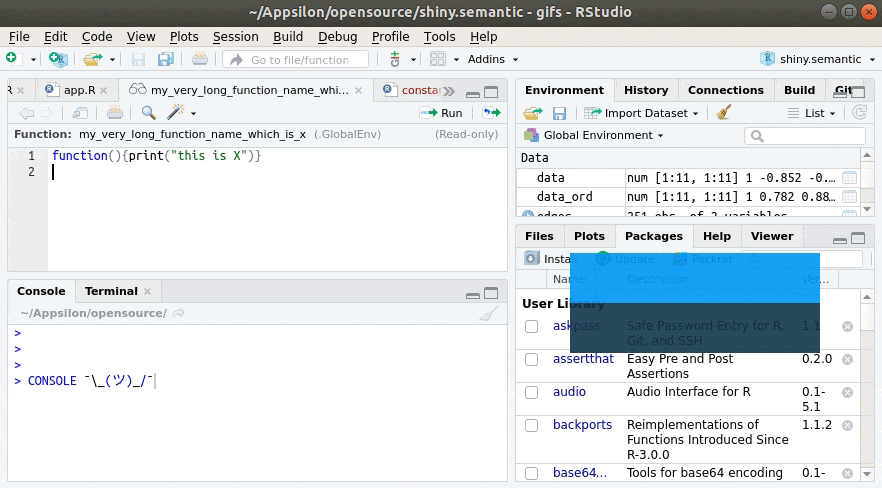 ~/Appsilon/opensource/shiny.semantic - gifs - RStudio
File Edit Code View Plots Session Build Debug Profile Tools Help
Go to file/function Addins shiny.semantic
R app.R my_very_long_function_name_whi... consta
Run
Function: my_very_long_function_name_which_is_x (.GlobalEnv) (Read-only)
1 function(){print("this is X")}
2
Console Terminal
~/Appsilon/opensource/
>
>
>
> CONSOLE ¯\_(ツ)_/¯
Environment History Connections Build Git
Import Dataset List
Global Environment
Data
data num [1:11, 1:11] 1 -0.852 -0....
data_ord num [1:11, 1:11] 1 0.782 0.88...
edges 351 obs. of 3 variables
Files Plots Packages Help Viewer
Install Update Packrat
Name Description Ver...
User Library
askpass Safe Password Entry for R, Git, and SSH 1.1
assertthat Easy Pre and Post Assertions 0.2.0
audio Audio Interface for R 0.1-5.1
backports Reimplementations of Functions Introduced Since R-3.0.0 1.1.2
base64... Tools for base64 encoding 0.1-